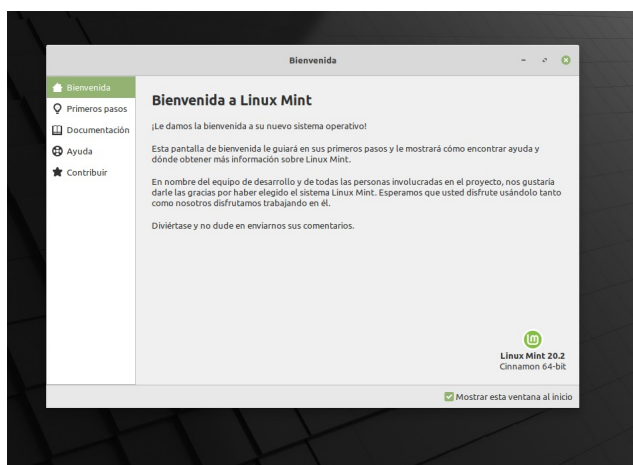 Bienvenida
Bienvenida
Primeros pasos
Documentación
Ayuda
Contribuir
Bienvenida a Linux Mint
¡Le damos la bienvenida a su nuevo sistema operativo!
Esta pantalla de bienvenida le guiará en sus primeros pasos y le mostrará cómo encontrar ayuda y
dónde obtener más información sobre Linux Mint.
En nombre del equipo de desarrollo y de todas las personas involucradas en el proyecto, nos gustaría
darle las gracias por haber elegido el sistema Linux Mint. Esperamos que usted disfrute usándolo tanto
como nosotros disfrutamos trabajando en él.
Diviértase y no dude en enviarnos sus comentarios.
Linux Mint 20.2
Cinnamon 64-bit
Mostrar esta ventana al inicio